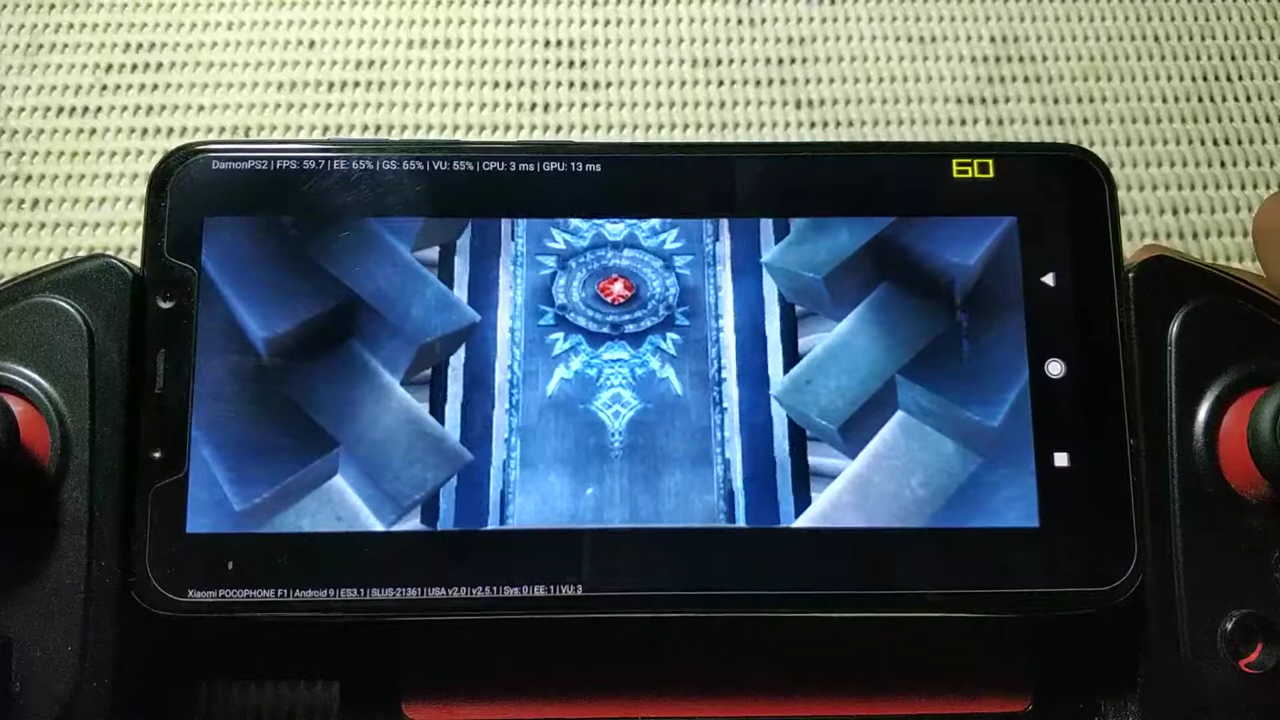 DamonPS2 | FPS: 59.7 | EE: 65% | GS: 65% | VU: 55% | CPU: 3 ms | GPU: 13 ms
60
Xiaomi POCOPHONE F1 | Android 9 | ES3.1 | SLUS-21361 | USA v2.0 | v2.5.1 | Sys: 0 | EE: 1 | VU: 3